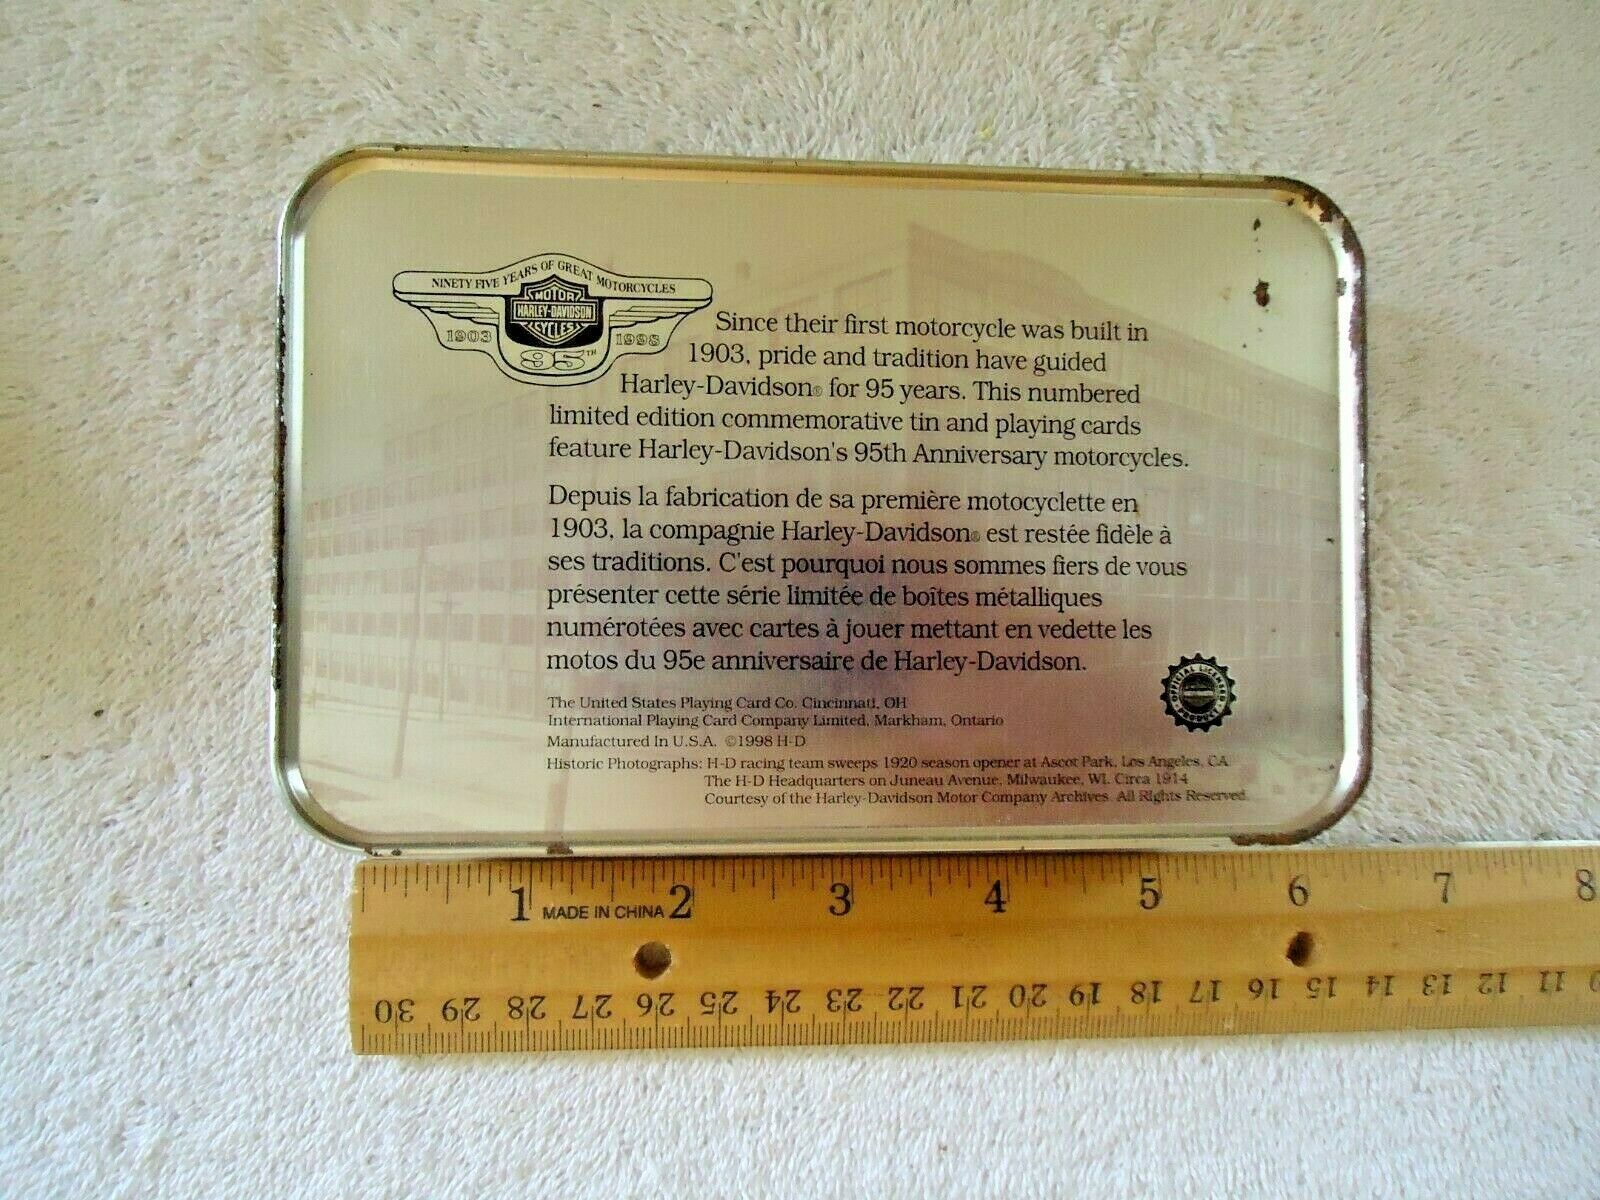 NINETY FIVE YEARS OF GREAT MOTORCYCLES
MOTOR
HARLEY-DAVIDSON
CYCLES
1903 1998
95TH
Since their first motorcycle was built in
1903, pride and tradition have guided
Harley-Davidson® for 95 years. This numbered
limited edition commemorative tin and playing cards
feature Harley-Davidson's 95th Anniversary motorcycles.
Depuis la fabrication de sa première motocyclette en
1903, la compagnie Harley-Davidson® est restée fidèle à
ses traditions. C'est pourquoi nous sommes fiers de vous
présenter cette série limitée de boîtes métalliques
numérotées avec cartes à jouer mettant en vedette les
motos du 95e anniversaire de Harley-Davidson.
The United States Playing Card Co. Cincinnati, OH
International Playing Card Company Limited, Markham, Ontario
Manufactured in U.S.A. ©1998 H-D
Historic Photographs: H-D racing team sweeps 1920 season opener at Ascot Park, Los Angeles, CA
The H-D Headquarters on Juneau Avenue, Milwaukee, WI. Circa 1914
Courtesy of the Harley-Davidson Motor Company Archives. All Rights Reserved.
OFFICIAL LICENSED
PRODUCT
1 MADE IN CHINA 2 3 4 5 6 7 8
30 29 28 27 26 25 24 23 22 21 20 19 18 17 16 15 14 13 12 11